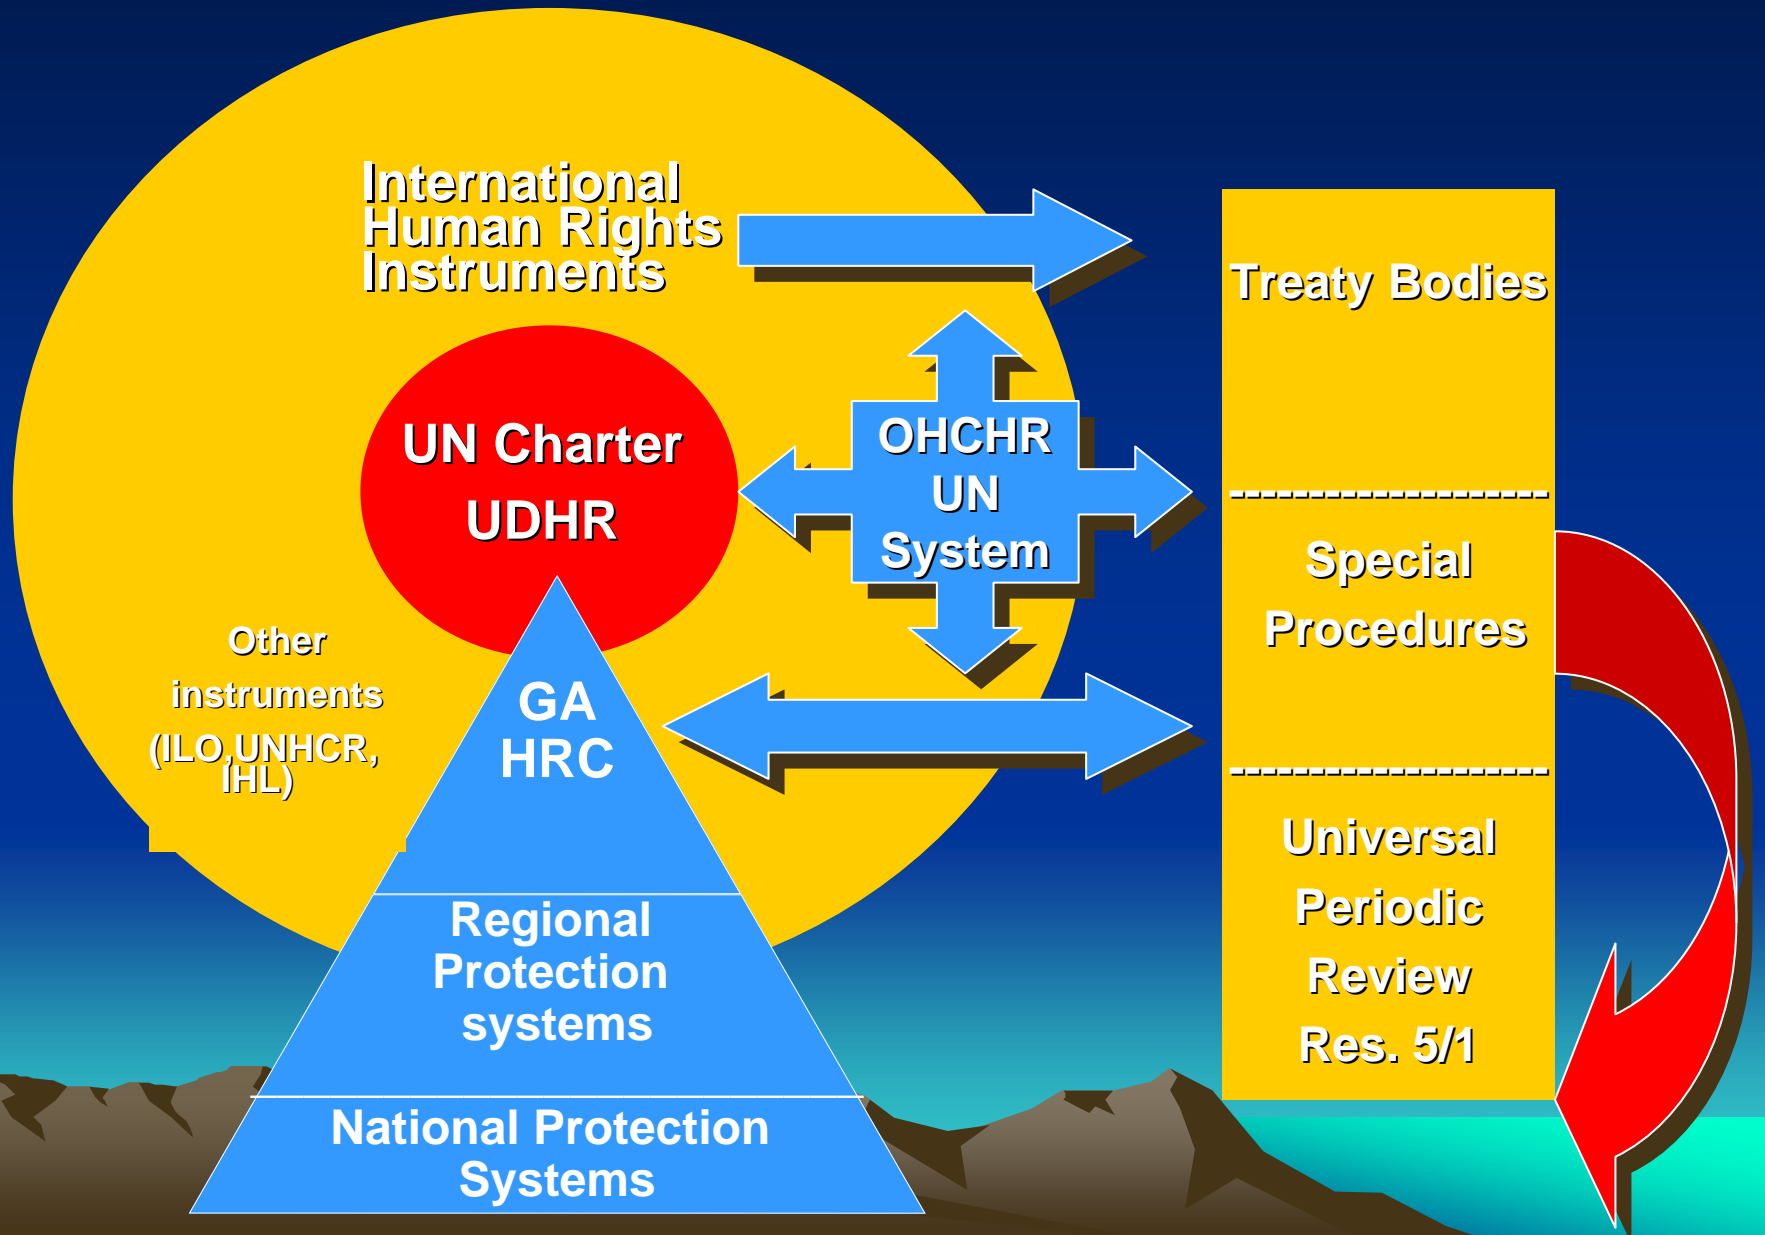 International
Human Rights
Instruments
UN Charter
UDHR
Other
instruments
(ILO,UNHCR,
IHL)
GA
HRC
Regional
Protection
systems
National Protection
Systems
OHCHR
UN
System
Treaty Bodies
--------------------
Special
Procedures
--------------------
Universal
Periodic
Review
Res. 5/1